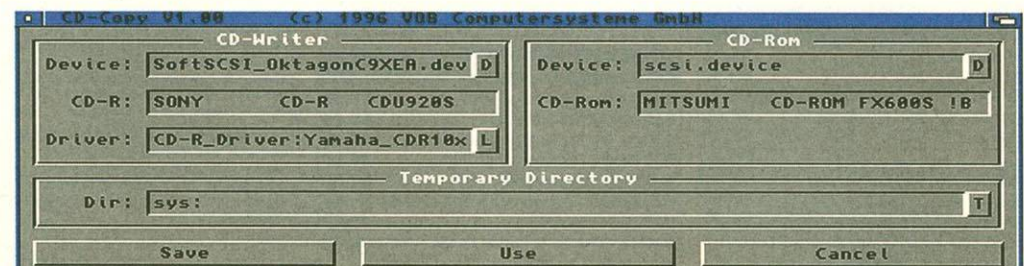 CD-Copy V1.00 (c) 1996 VOB Computersysteme GmbH
CD-Writer
Device: SoftSCSI_OktagonC9XEA.dev D
CD-R: SONY CD-R CDU920S
Driver: CD-R_Driver:Yamaha_CDR10x L
CD-Rom
Device: scsi.device D
CD-Rom: MITSUMI CD-ROM FX600S !B
Temporary Directory
Dir: sys: T
Save Use Cancel